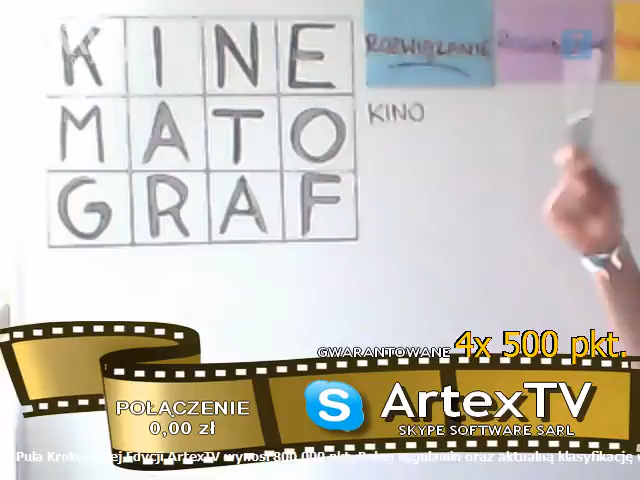 KINE
MATO
GRAF
ROZWIĄZANIE
KINO
GWARANTOWANE 4x 500 pkt.
POŁĄCZENIE
0,00 zł
S ArtexTV
SKYPE SOFTWARE SARL
Edycji ArtexTV wynosi 800 000 pkt. regulamin oraz aktualną klasyfikację